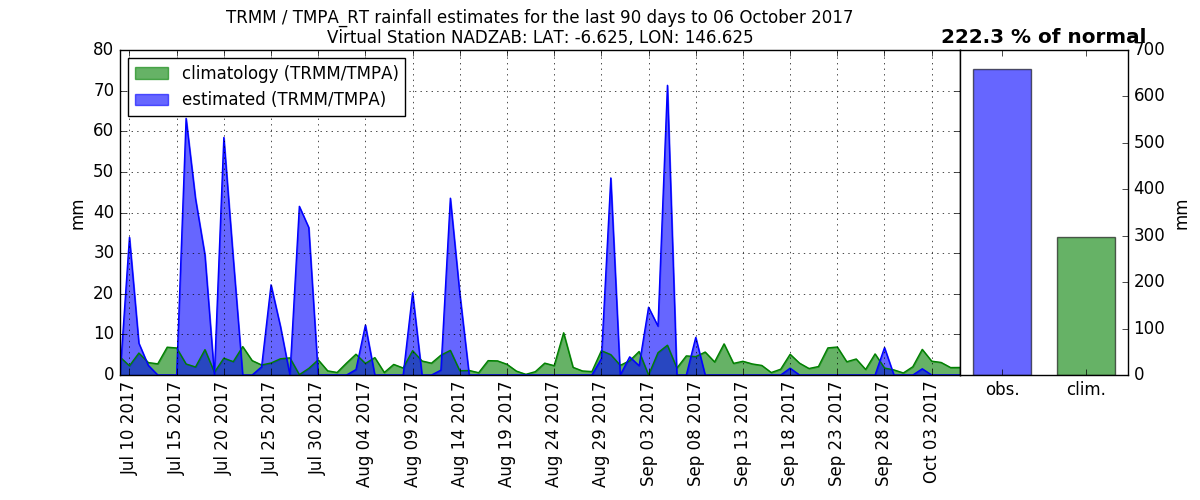 TRMM / TMPA_RT rainfall estimates for the last 90 days to 06 October 2017
Virtual Station NADZAB: LAT: -6.625, LON: 146.625
222.3 % of normal
climatology (TRMM/TMPA)
estimated (TRMM/TMPA)
80
70
60
50
40
30
20
10
0
mm
Jul 10 2017
Jul 15 2017
Jul 20 2017
Jul 25 2017
Jul 30 2017
Aug 04 2017
Aug 09 2017
Aug 14 2017
Aug 19 2017
Aug 24 2017
Aug 29 2017
Sep 03 2017
Sep 08 2017
Sep 13 2017
Sep 18 2017
Sep 23 2017
Sep 28 2017
Oct 03 2017
obs.
clim.
700
600
500
400
300
200
100
0
mm